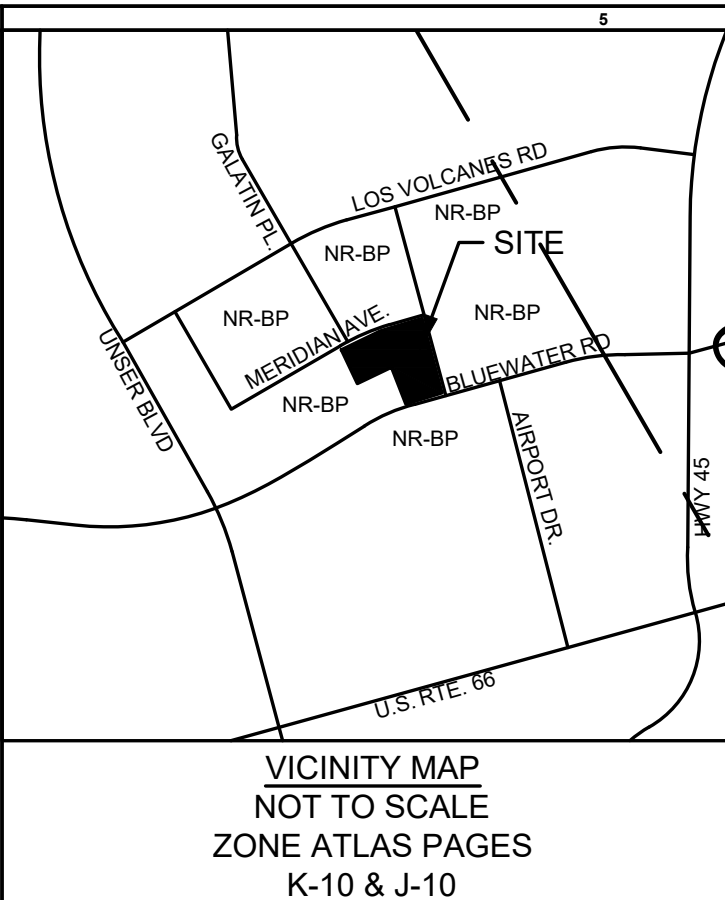 5
GALATIN PL.
LOS VOLCANES RD
NR-BP
NR-BP
SITE
NR-BP
NR-BP
MERIDIAN AVE.
UNSER BLVD
BLUEWATER RD
NR-BP
NR-BP
AIRPORT DR.
HWY 45
U.S. RTE. 66
VICINITY MAP
NOT TO SCALE
ZONE ATLAS PAGES
K-10 & J-10